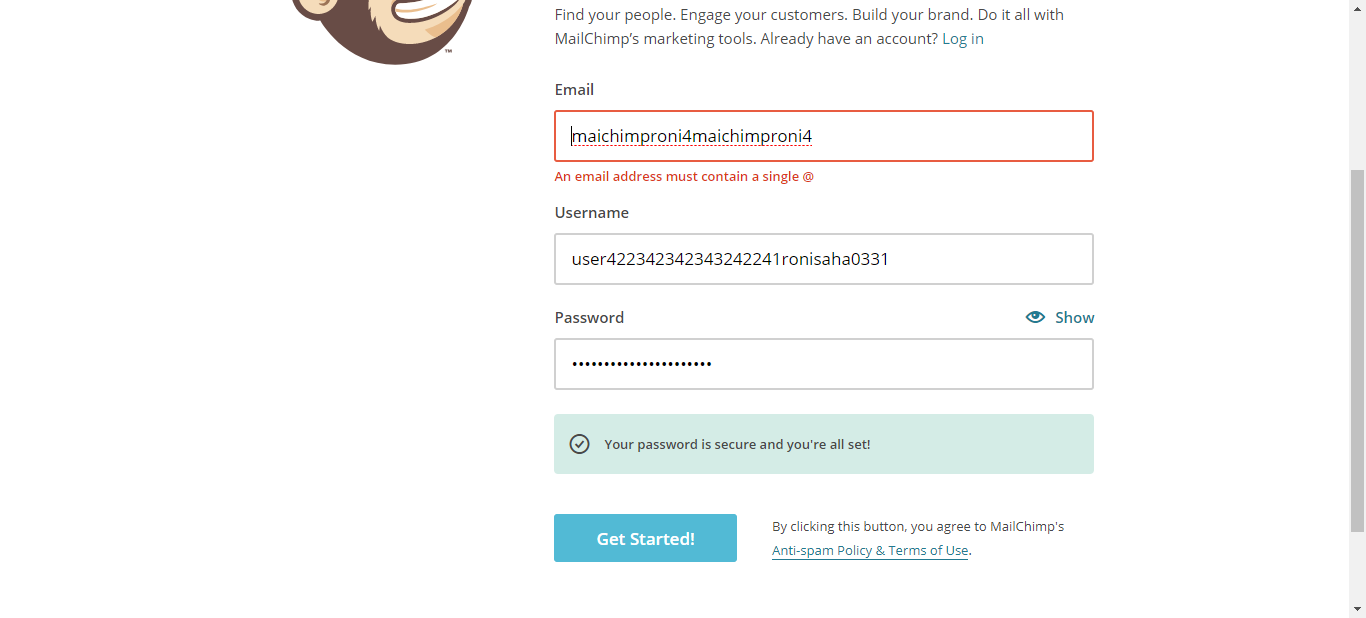 Find your people. Engage your customers. Build your brand. Do it all with
MailChimp’s marketing tools. Already have an account? Log in
Email
maichimproni4maichimproni4
An email address must contain a single @
Username
user422342342343242241ronisaha0331
Password
Show
••••••••••••••••••••••
Your password is secure and you're all set!
Get Started!
By clicking this button, you agree to MailChimp's
Anti-spam Policy & Terms of Use.
™